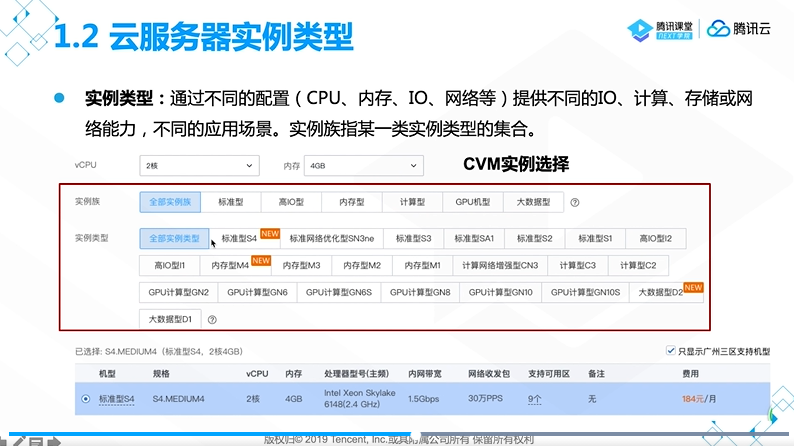 1.2 云服务器实例类型
腾讯课堂
NEXT学院
腾讯云
实例类型：通过不同的配置（CPU、内存、IO、网络等）提供不同的IO、计算、存储或网
络能力，不同的应用场景。实例族指某一类实例类型的集合。
vCPU 2核 内存 4GB CVM实例选择
实例族 全部实例族 标准型 高IO型 内存型 计算型 GPU机型 大数据型
实例类型 全部实例类型 标准型S4 NEW 标准网络优化型SN3ne 标准型S3 标准型SA1 标准型S2 标准型S1 高IO型I2
高IO型I1 内存型M4 NEW 内存型M3 内存型M2 内存型M1 计算网络增强型CN3 计算型C3 计算型C2
GPU计算型GN2 GPU计算型GN6 GPU计算型GN6S GPU计算型GN8 GPU计算型GN10 GPU计算型GN10S 大数据型D2 NEW
大数据型D1
已选择: S4.MEDIUM4（标准型S4，2核4GB） 只显示广州三区支持机型
机型 规格 vCPU 内存 处理器型号(主频) 内网带宽 网络收发包 支持可用区 备注 费用
标准型S4 S4.MEDIUM4 2核 4GB Intel Xeon Skylake 6148(2.4 GHz) 1.5Gbps 30万PPS 9个 无 184元/月
版权归© 2019 Tencent, Inc.或其附属公司所有 保留所有权利